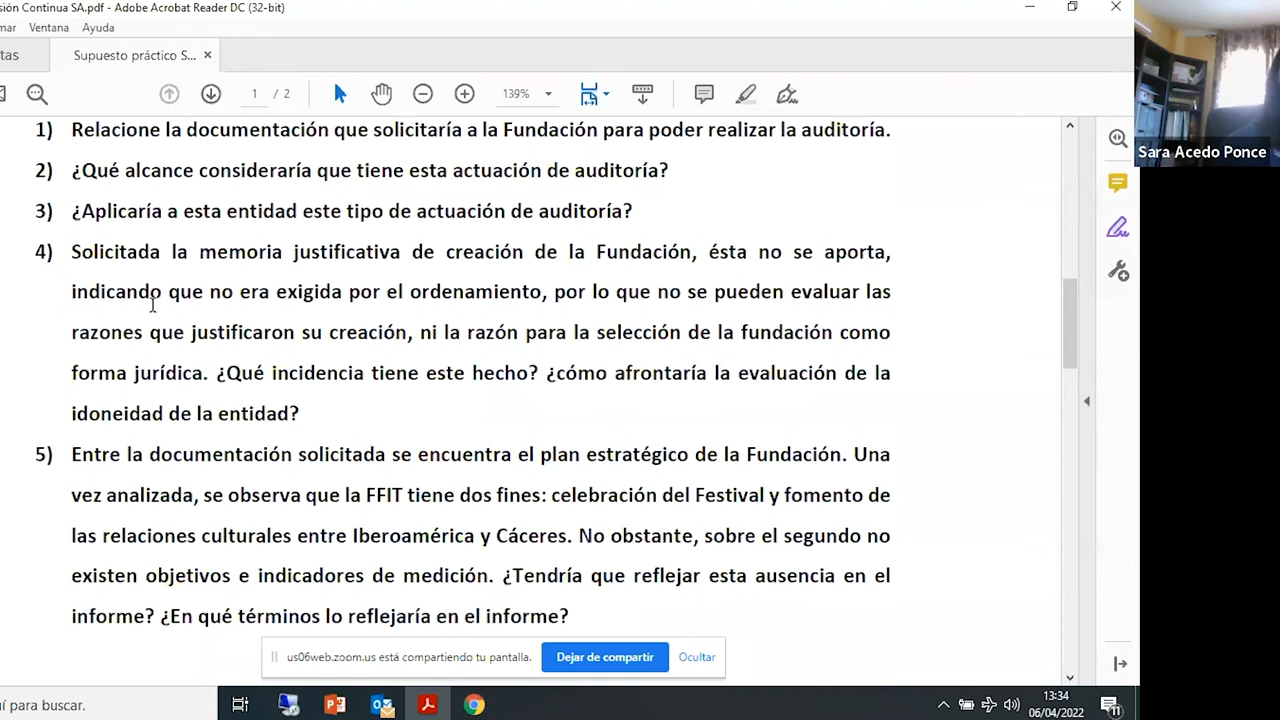 sión Continua SA.pdf - Adobe Acrobat Reader DC (32-bit)
mar Ventana Ayuda
tas Supuesto práctico S... ×
1 / 2 139%
Sara Acedo Ponce
1) Relacione la documentación que solicitaría a la Fundación para poder realizar la auditoría.
2) ¿Qué alcance consideraría que tiene esta actuación de auditoría?
3) ¿Aplicaría a esta entidad este tipo de actuación de auditoría?
4) Solicitada la memoria justificativa de creación de la Fundación, ésta no se aporta,
indicando que no era exigida por el ordenamiento, por lo que no se pueden evaluar las
razones que justificaron su creación, ni la razón para la selección de la fundación como
forma jurídica. ¿Qué incidencia tiene este hecho? ¿cómo afrontaría la evaluación de la
idoneidad de la entidad?
5) Entre la documentación solicitada se encuentra el plan estratégico de la Fundación. Una
vez analizada, se observa que la FFIT tiene dos fines: celebración del Festival y fomento de
las relaciones culturales entre Iberoamérica y Cáceres. No obstante, sobre el segundo no
existen objetivos e indicadores de medición. ¿Tendría que reflejar esta ausencia en el
informe? ¿En qué términos lo reflejaría en el informe?
us06web.zoom.us está compartiendo tu pantalla. Dejar de compartir Ocultar
uí para buscar.
13:34
06/04/2022
11